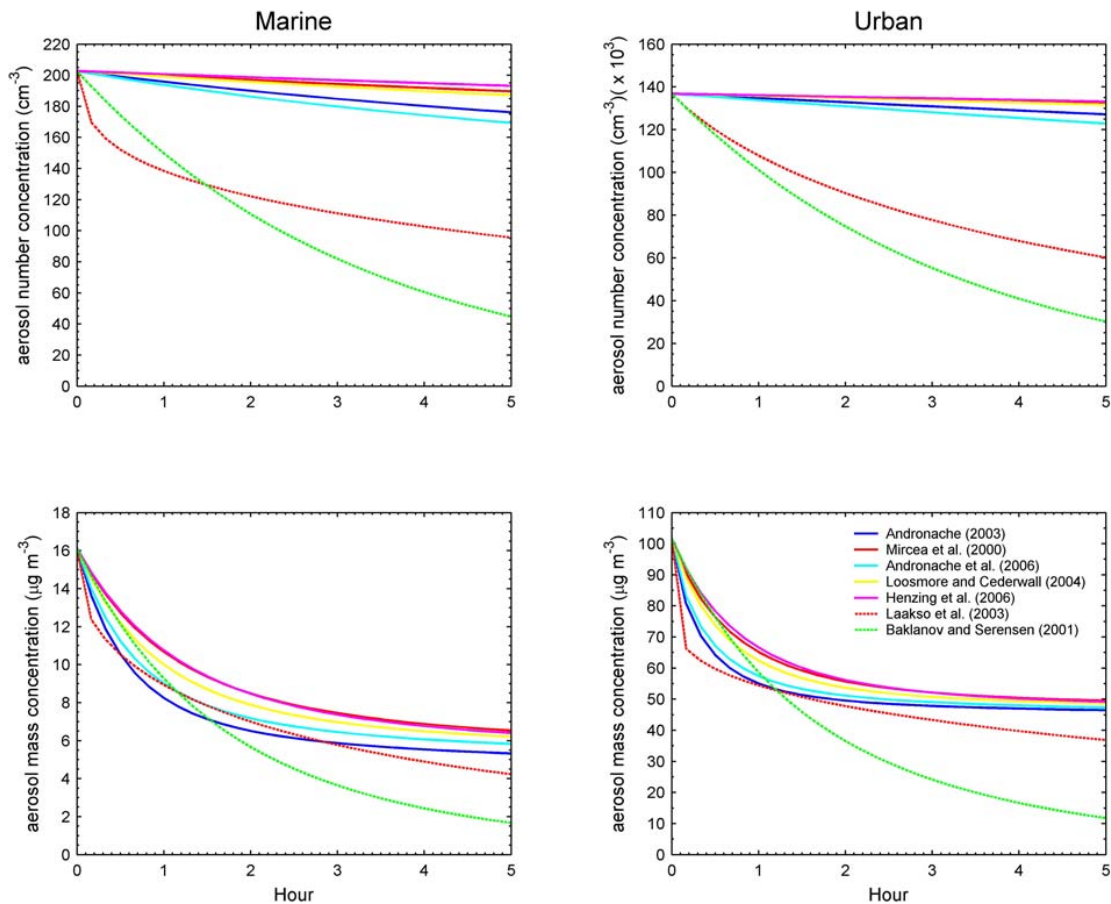 Marine
aerosol number concentration (cm-3)
220
200
180
160
140
120
100
80
60
40
20
0
0 1 2 3 4 5
Urban
aerosol number concentration (cm-3)( x 103)
160
140
120
100
80
60
40
20
0
0 1 2 3 4 5
aerosol mass concentration (μg m-3)
18
16
14
12
10
8
6
4
2
0
0 1 2 3 4 5
Hour
aerosol mass concentration (μg m-3)
110
100
90
80
70
60
50
40
30
20
10
0
0 1 2 3 4 5
Hour
Andronache (2003)
Mircea et al. (2000)
Andronache et al. (2006)
Loosmore and Cederwall (2004)
Henzing et al. (2006)
Laakso et al. (2003)
Baklanov and Serensen (2001)